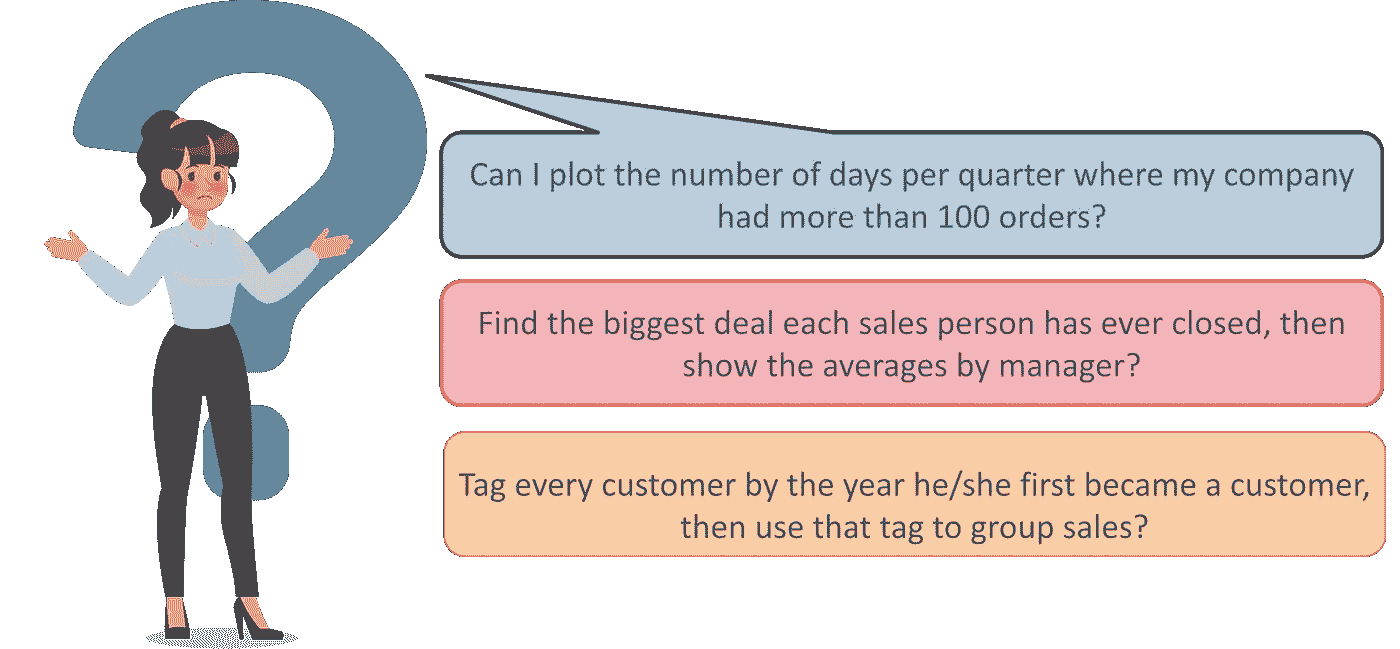 Can I plot the number of days per quarter where my company
had more than 100 orders?
Find the biggest deal each sales person has ever closed, then
show the averages by manager?
Tag every customer by the year he/she first became a customer,
then use that tag to group sales?